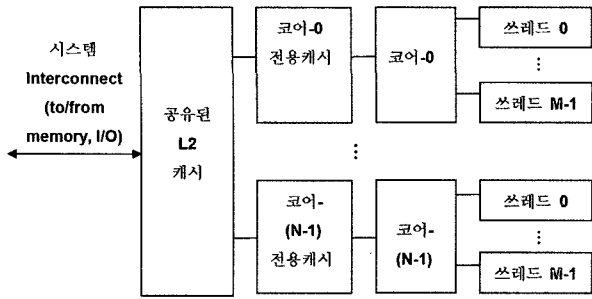 시스템
Interconnect
(to/from
memory, I/O)
공유된
L2
캐시
코어-0
전용캐시
코어-0
쓰레드 0
⋮
쓰레드 M-1
⋮
코어-
(N-1)
전용캐시
코어-
(N-1)
쓰레드 0
⋮
쓰레드 M-1